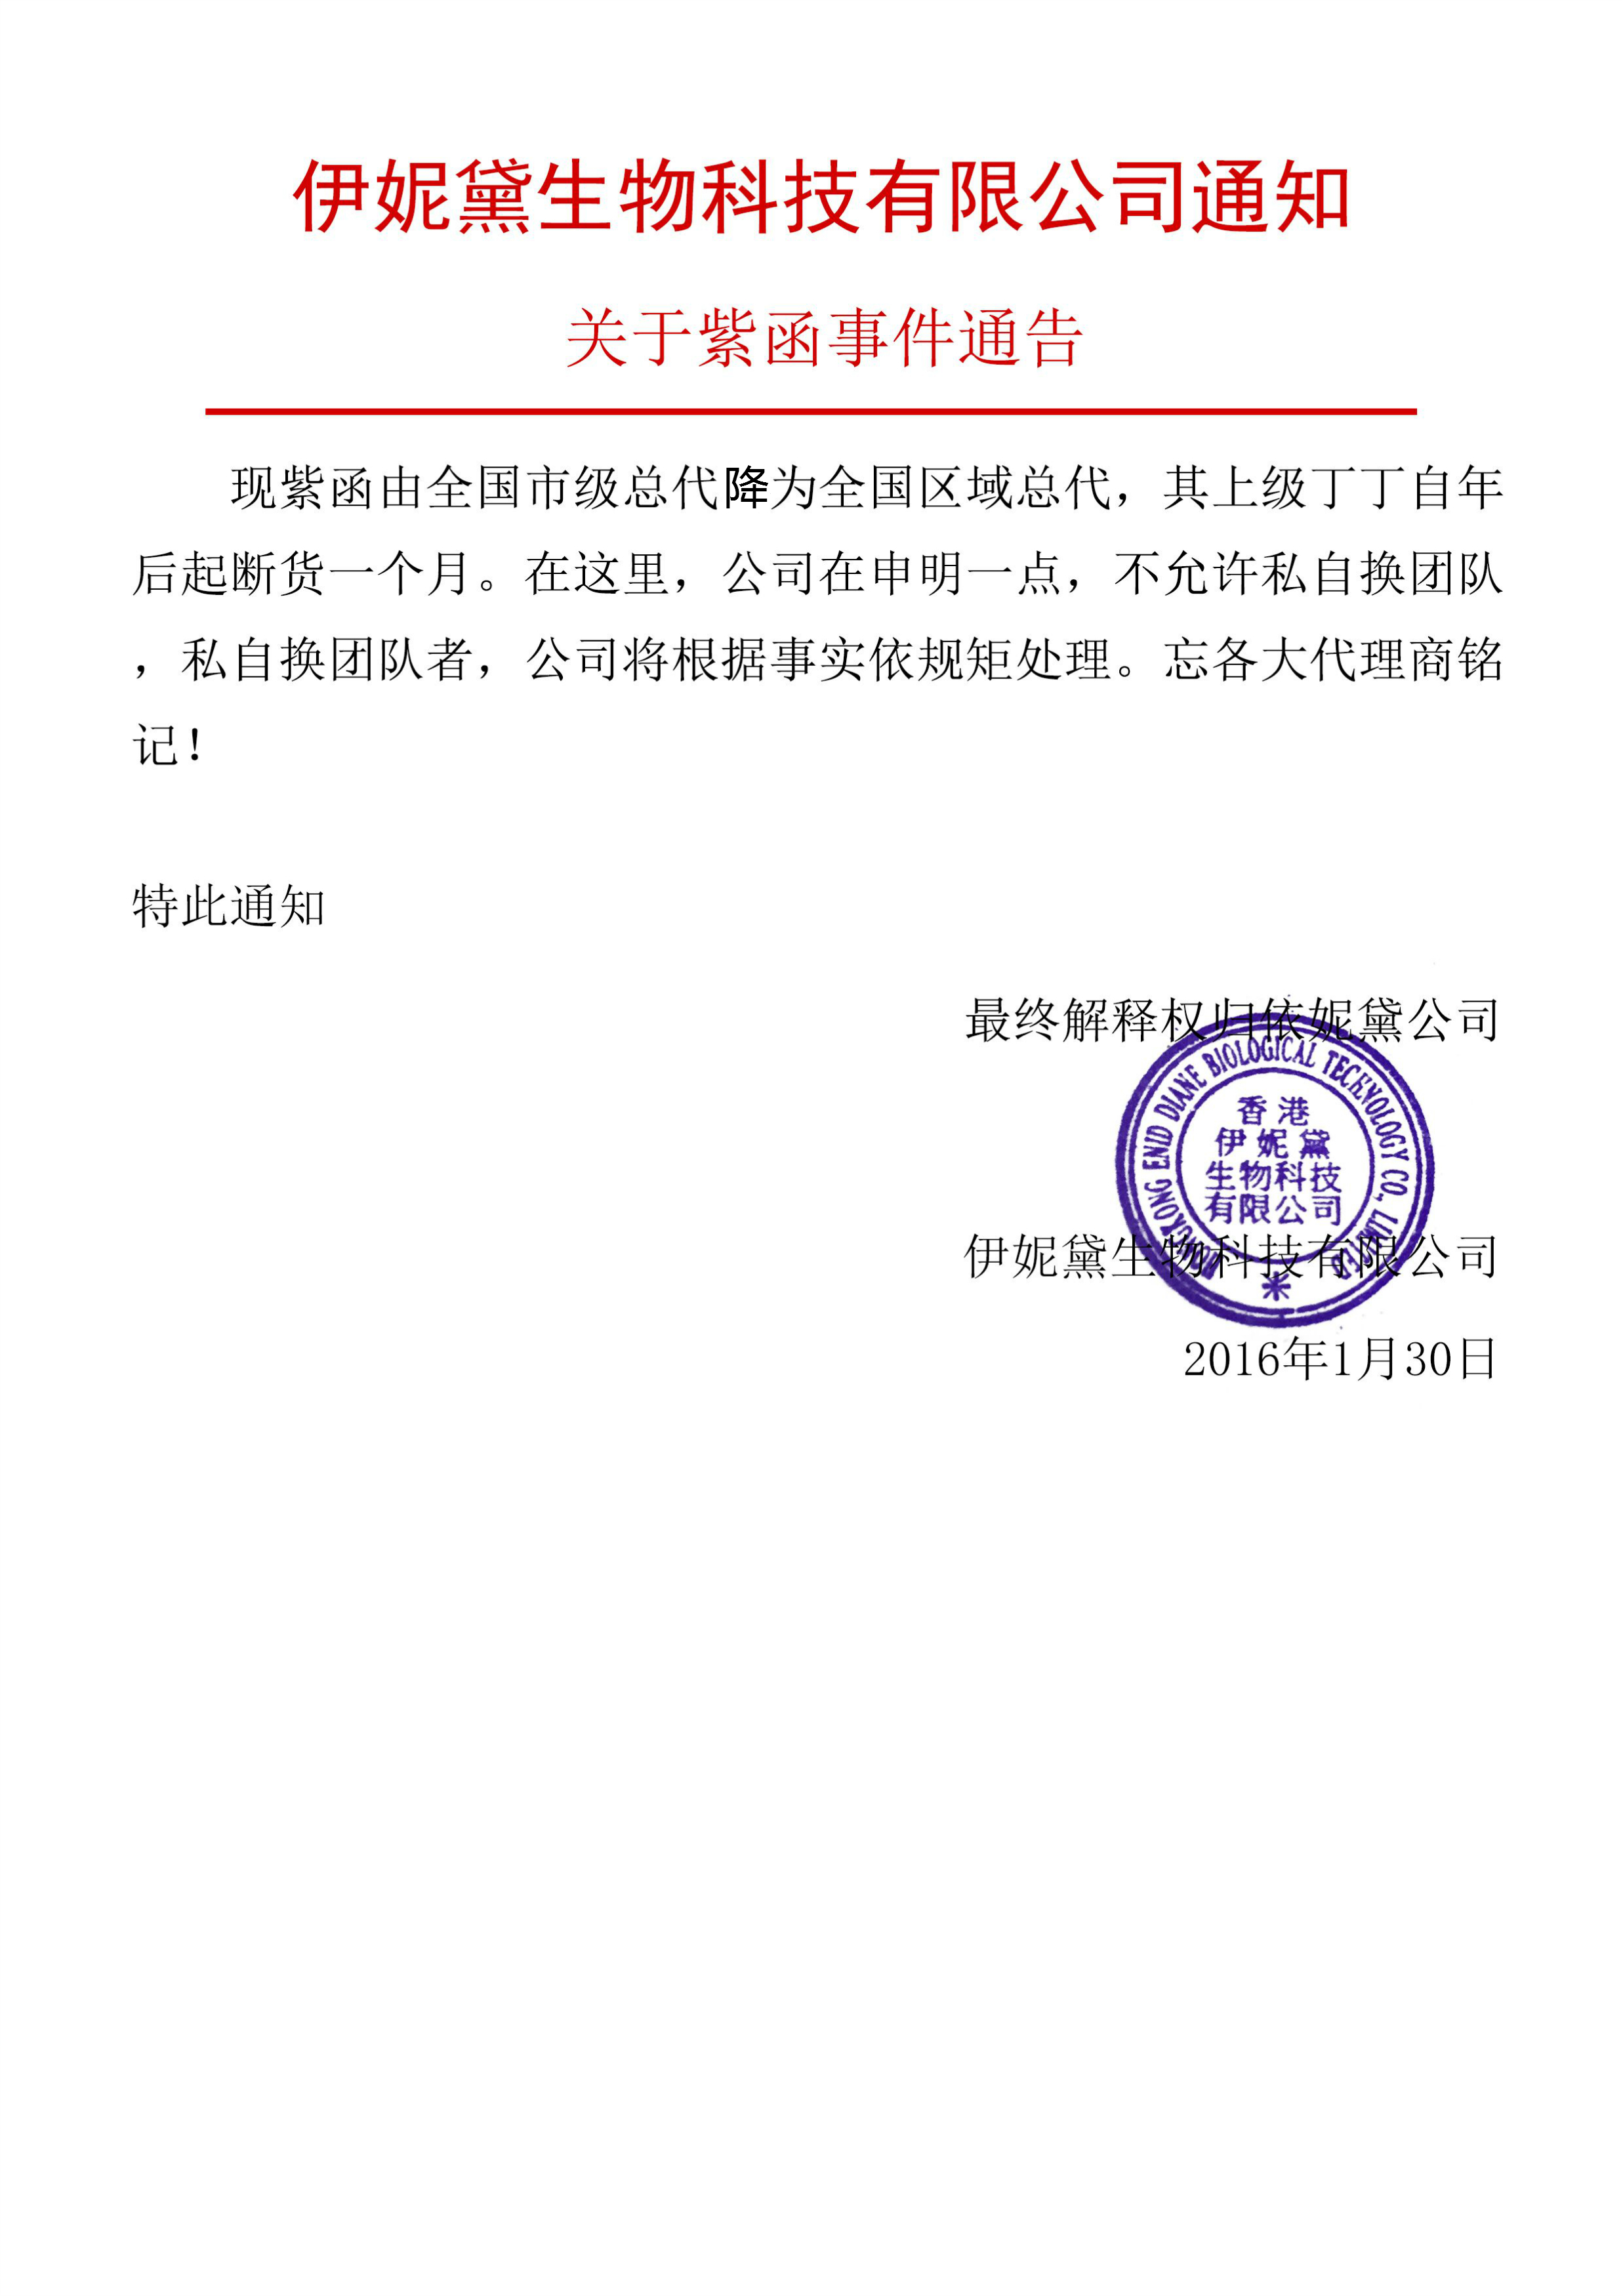 伊妮黛生物科技有限公司通知
关于紫函事件通告
现紫函由全国市级总代降为全国区域总代，其上级丁丁自年
后起断货一个月。在这里，公司在申明一点，不允许私自换团队
，私自换团队者，公司将根据事实依规矩处理。忘各大代理商铭
记！
特此通知
最终解释权归依妮黛公司
HONGKONG ENID DIANE BIOLOGICAL TECHNOLOGY CO., LIMITED
香港
伊妮黛
生物科技
有限公司
伊妮黛生物科技有限公司
2016年1月30日